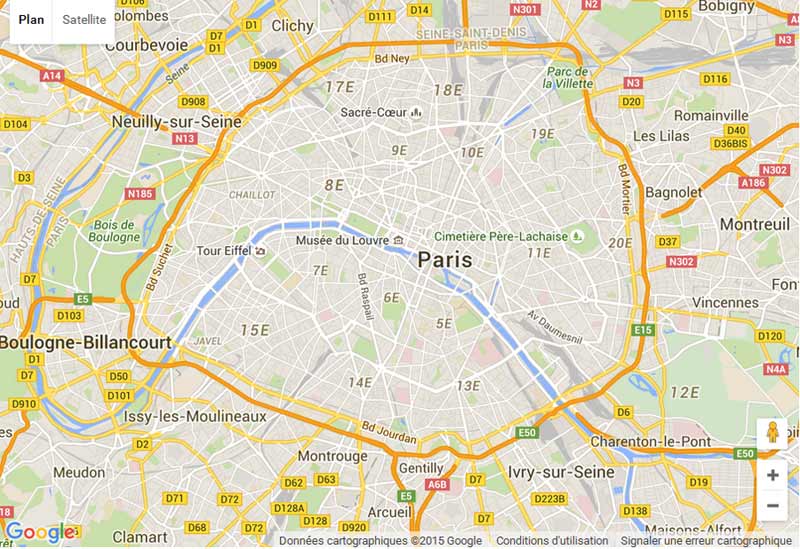 Plan
Satellite
Colombes
D106
Bobigny
N301
D14
D111
D115
Clichy
D7
D1
SEINE-SAINT-DENIS
PARIS
N3
Courbevoie
D909
Bd Ney
Seine
A14
17E
18E
Parc de
la Villette
N3
D116
D908
D20
Sacré-Cœur
Romainville
D104
Neuilly-sur-Seine
19E
Les Lilas
D40
N13
D36BIS
9E
10E
N302
D3
8E
A186
HAUTS-DE-SEINE
PARIS
N185
CHAILLOT
Bd Mortier
Bagnolet
Bois de
Boulogne
Montreuil
Musée du Louvre
Cimetière Père-Lachaise
20E
D37
Tour Eiffel
Paris
11E
N302
Bd Suchet
7E
D7
Bd Raspail
6E
E5
Vincennes
D103
5E
Av Daumesnil
15E
E15
Boulogne-Billancourt
JAVEL
D120
D1
D7
D50
14E
13E
12E
N4A
D101
D910
Issy-les-Moulineaux
D6
Bd Jourdan
E50
D2
Charenton-le-Pont
E50
Montrouge
Meudon
Gentilly
Ivry-sur-Seine
D62
D63
A6B
D7
D19
E5
D71
D72
D223B
D128A
Arcueil
D7
D138
D128
D68
D920
Maisons-Alfort
Clamart
Google
Données cartographiques ©2015 Google
Conditions d'utilisation
Signaler une erreur cartographique